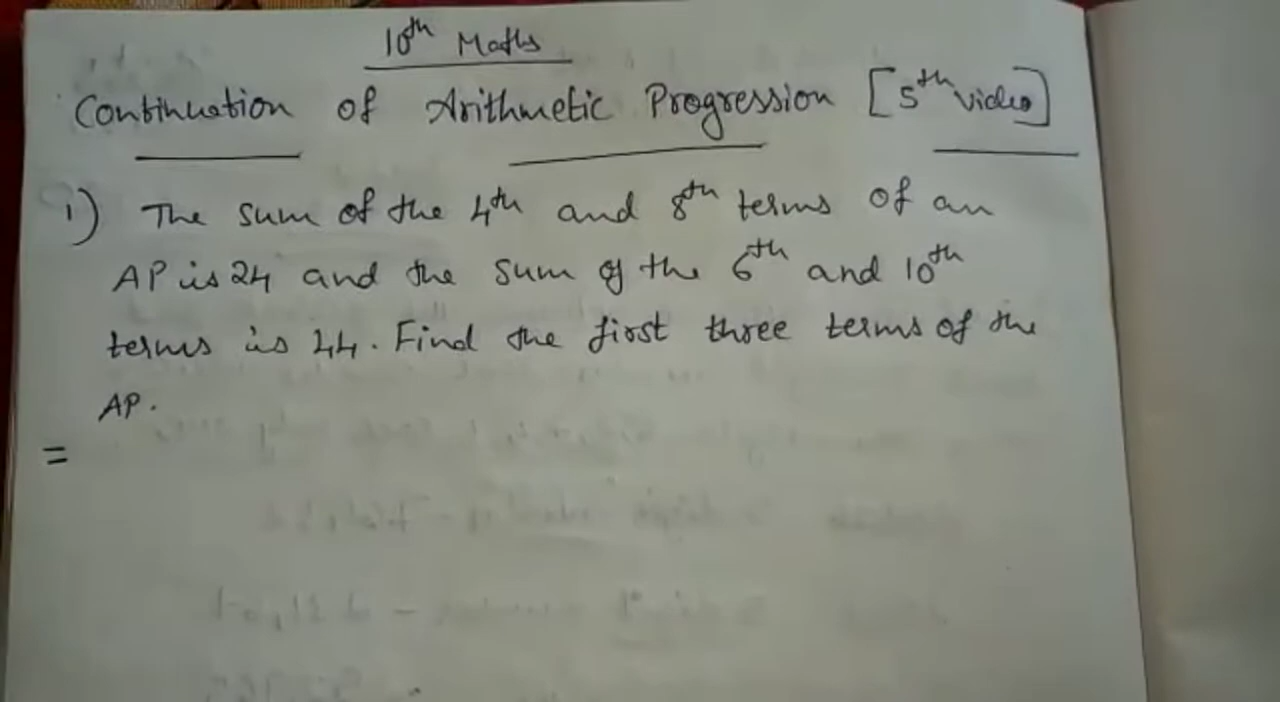 10th Maths
Continuation of Arithmetic Progression [5th video]
1) The sum of the 4th and 8th terms of an
AP is 24 and the sum of the 6th and 10th
terms is 44. Find the first three terms of the
AP.
=